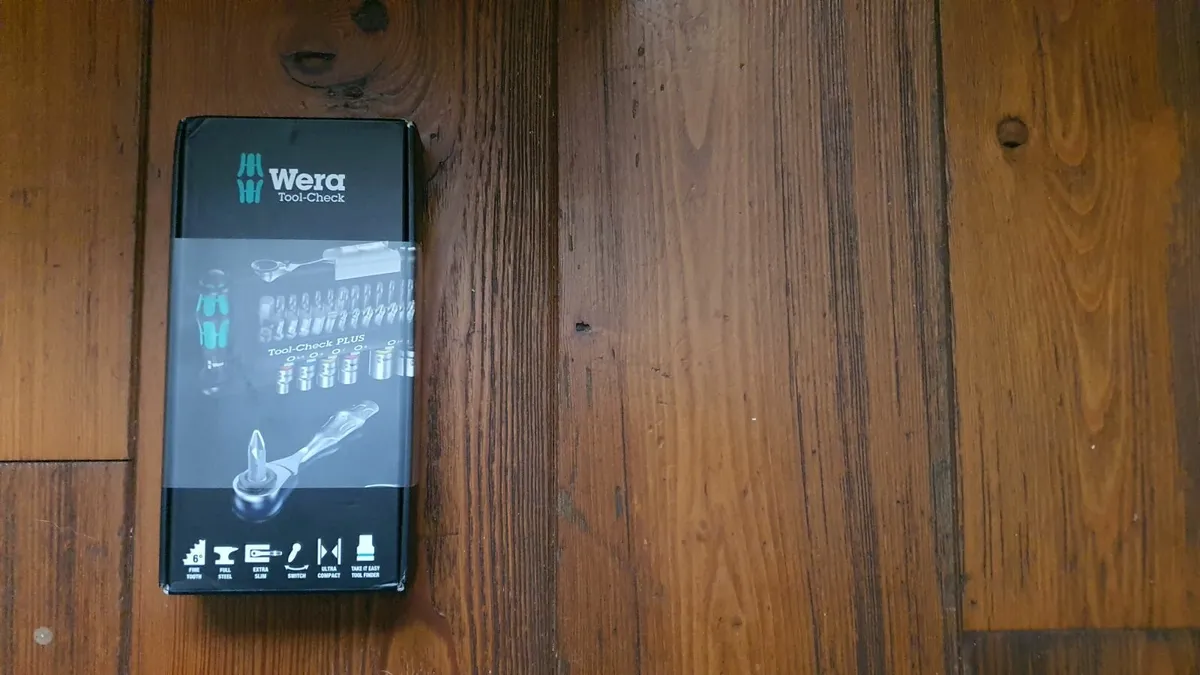 Wera
Tool-Check
Tool-Check PLUS
6°
FINE
TOOTH
FULL
STEEL
EXTRA
SLIM
SWITCH
ULTRA
COMPACT
TAKE IT EASY
TOOL FINDER